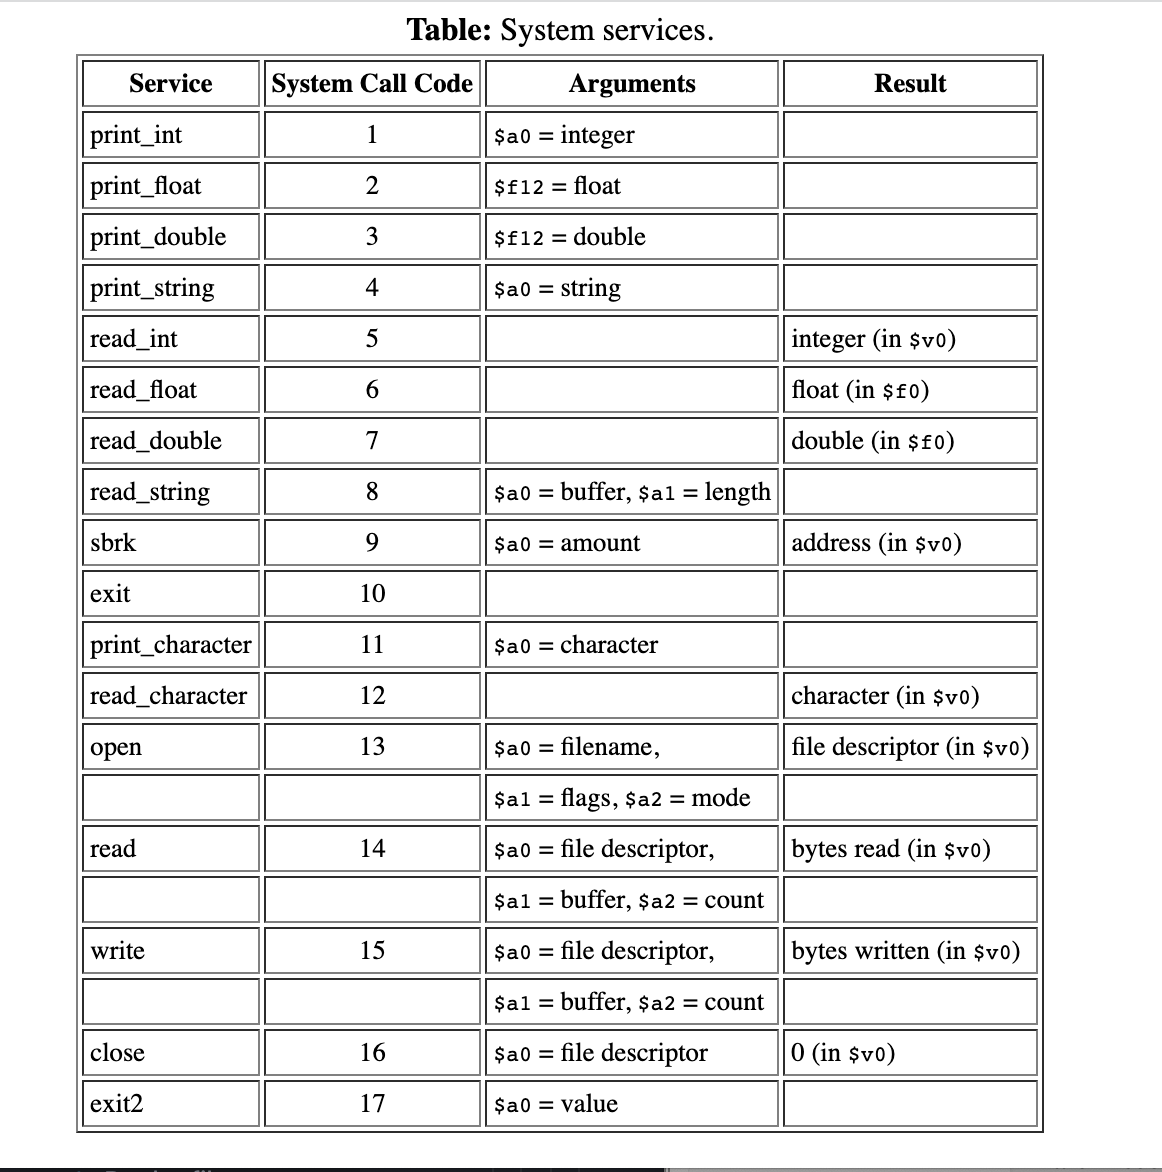 Table: System services.
Service System Call Code Arguments Result
print_int 1 $a0 = integer
print_float 2 $f12 = float
print_double 3 $f12 = double
print_string 4 $a0 = string
read_int 5 integer (in $v0)
read_float 6 float (in $f0)
read_double 7 double (in $f0)
read_string 8 $a0 = buffer, $a1 = length
sbrk 9 $a0 = amount address (in $v0)
exit 10
print_character 11 $a0 = character
read_character 12 character (in $v0)
open 13 $a0 = filename, file descriptor (in $v0)
$a1 = flags, $a2 = mode
read 14 $a0 = file descriptor, bytes read (in $v0)
$a1 = buffer, $a2 = count
write 15 $a0 = file descriptor, bytes written (in $v0)
$a1 = buffer, $a2 = count
close 16 $a0 = file descriptor 0 (in $v0)
exit2 17 $a0 = value